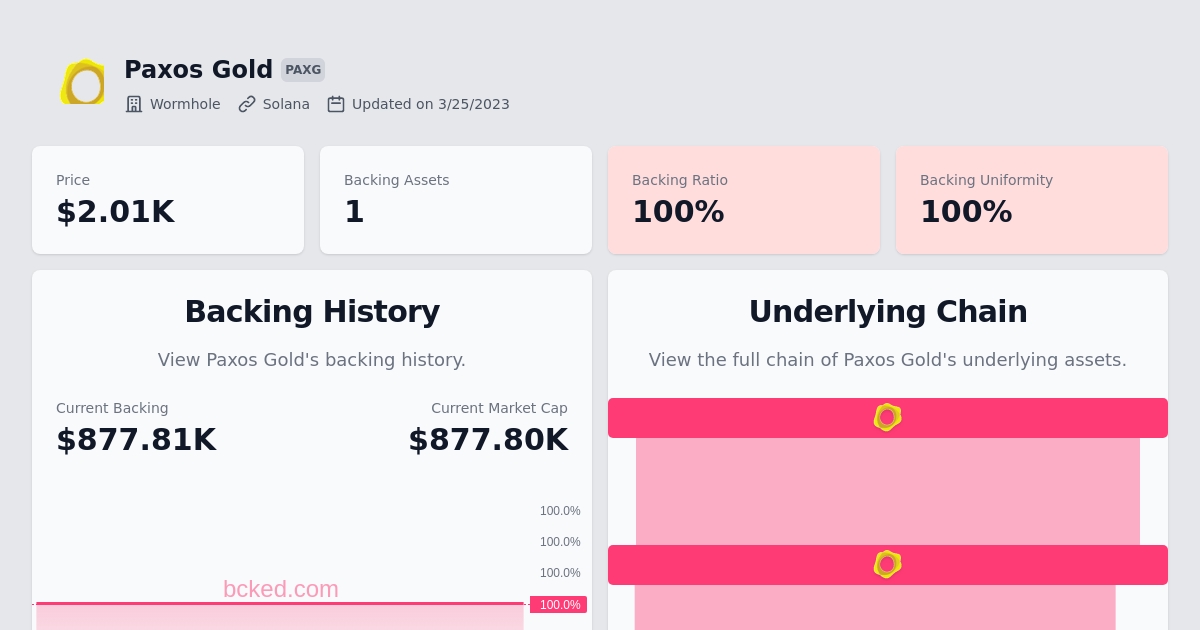 Paxos Gold PAXG
Wormhole Solana Updated on 3/25/2023
Price
$2.01K
Backing Assets
1
Backing Ratio
100%
Backing Uniformity
100%
Backing History
View Paxos Gold's backing history.
Current Backing
$877.81K
Current Market Cap
$877.80K
100.0%
100.0%
100.0%
bcked.com
100.0%
Underlying Chain
View the full chain of Paxos Gold's underlying assets.